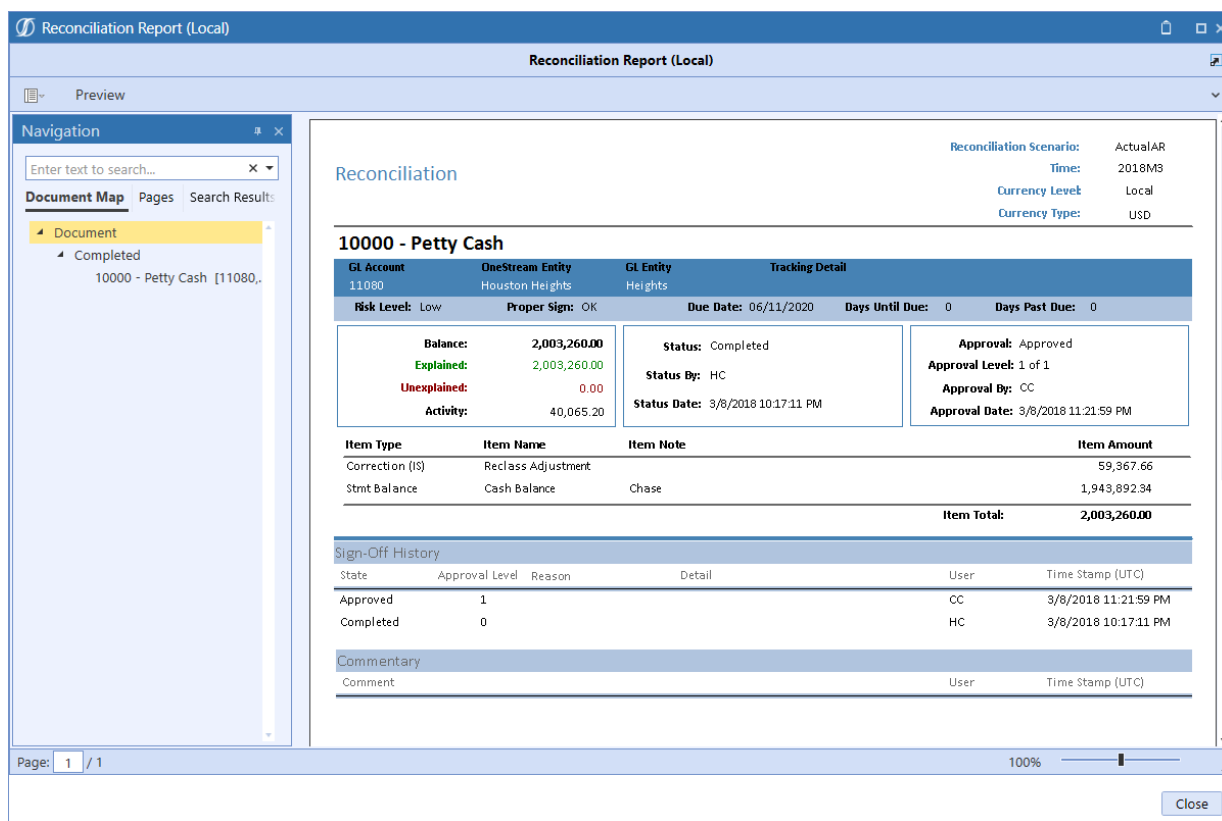 Reconciliation Report (Local)
Reconciliation Report (Local)
Preview
Navigation
Enter text to search...
Document Map Pages Search Results
Document
Completed
10000 - Petty Cash [11080,.
Reconciliation
Reconciliation Scenario: ActualAR
Time: 2018M3
Currency Level: Local
Currency Type: USD
10000 - Petty Cash
GL Account OneStream Entity GL Entity Tracking Detail
11080 Houston Heights Heights
Risk Level: Low Proper Sign: OK Due Date: 06/11/2020 Days Until Due: 0 Days Past Due: 0
Balance: 2,003,260.00
Explained: 2,003,260.00
Unexplained: 0.00
Activity: 40,065.20
Status: Completed
Status By: HC
Status Date: 3/8/2018 10:17:11 PM
Approval: Approved
Approval Level: 1 of 1
Approval By: CC
Approval Date: 3/8/2018 11:21:59 PM
Item Type Item Name Item Note Item Amount
Correction (IS) Reclass Adjustment 59,367.66
Stmt Balance Cash Balance Chase 1,943,892.34
Item Total: 2,003,260.00
Sign-Off History
State Approval Level Reason Detail User Time Stamp (UTC)
Approved 1 CC 3/8/2018 11:21:59 PM
Completed 0 HC 3/8/2018 10:17:11 PM
Commentary
Comment User Time Stamp (UTC)
Page: 1 / 1
100%
Close